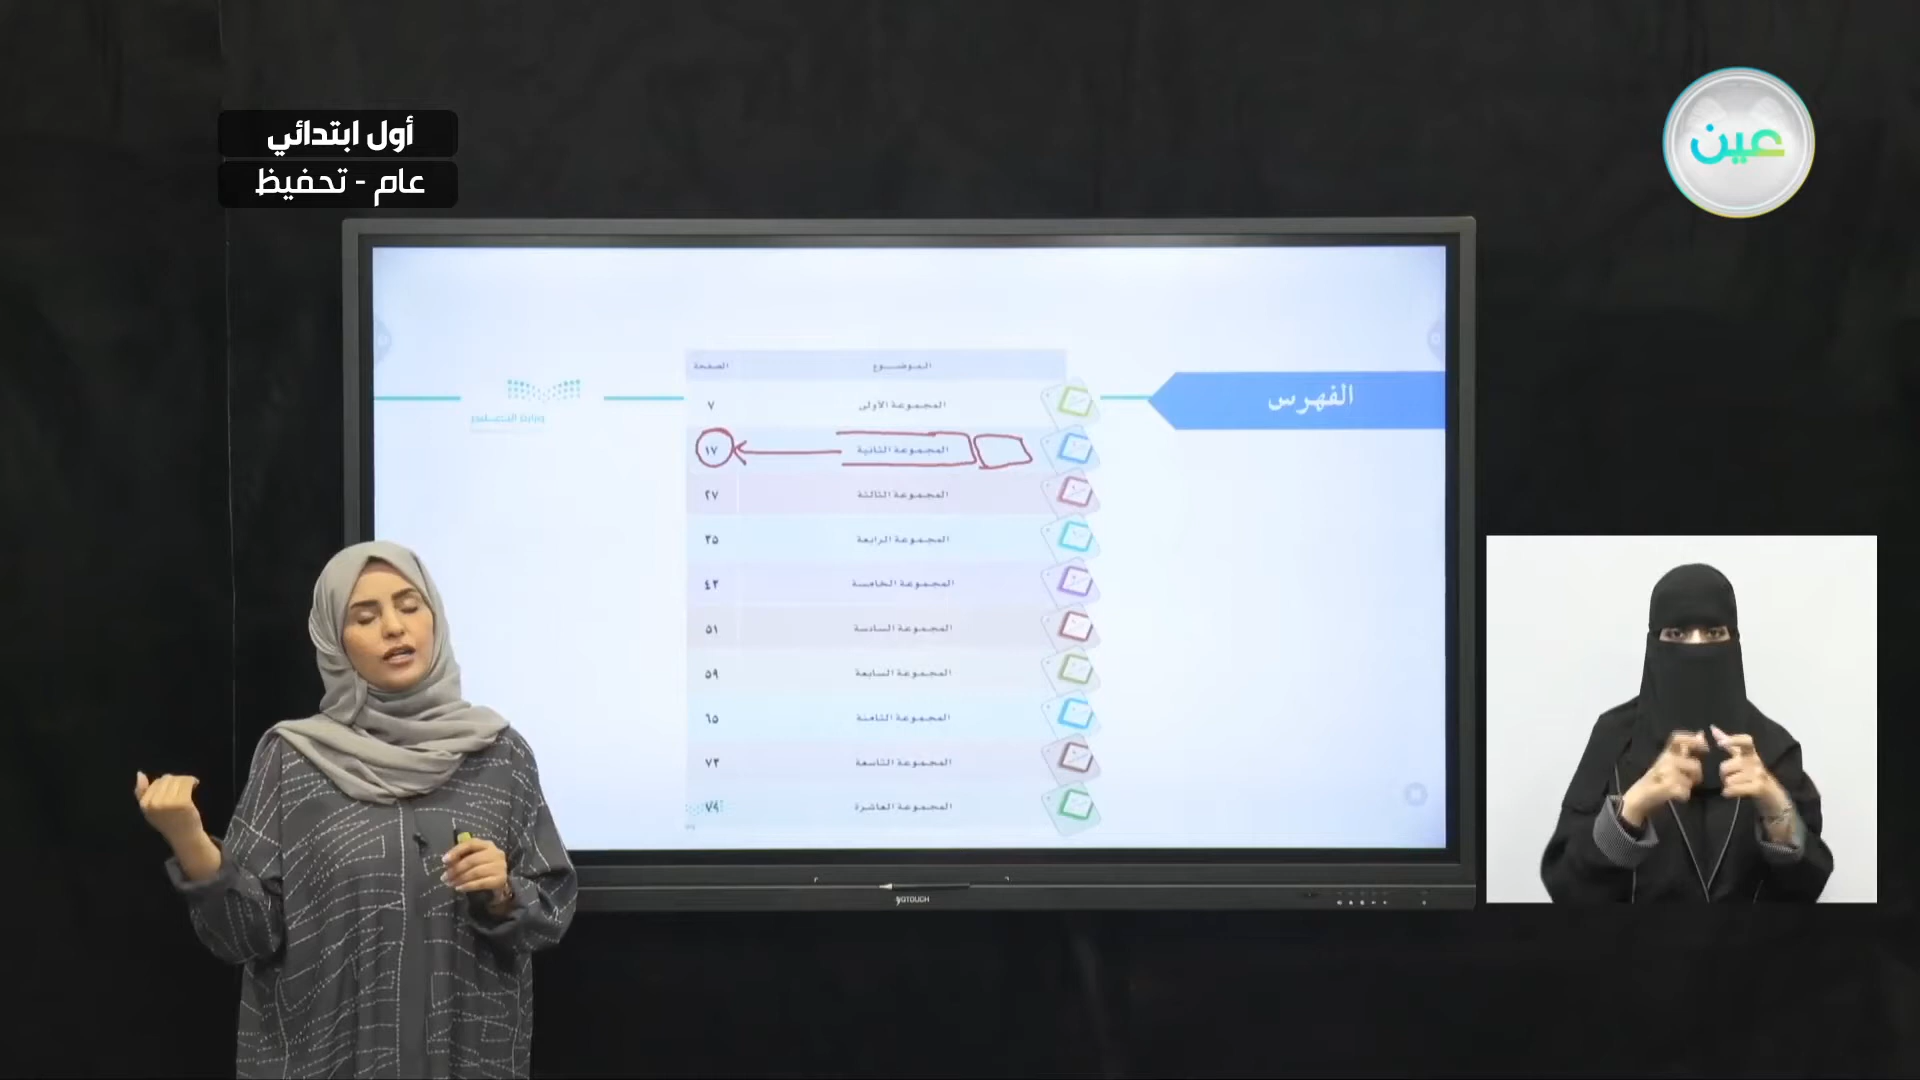 أول ابتدائي
عام - تحفيظ
عين
الفهرس
وزارة التعليم
الموضوع الصفحة
المجموعة الأولى ٧
المجموعة الثانية ١٧
المجموعة الثالثة ٢٧
المجموعة الرابعة ٣٥
المجموعة الخامسة ٤٣
المجموعة السادسة ٥١
المجموعة السابعة ٥٩
المجموعة الثامنة ٦٥
المجموعة التاسعة ٧٣
المجموعة العاشرة ٧٩
YQTOUCH